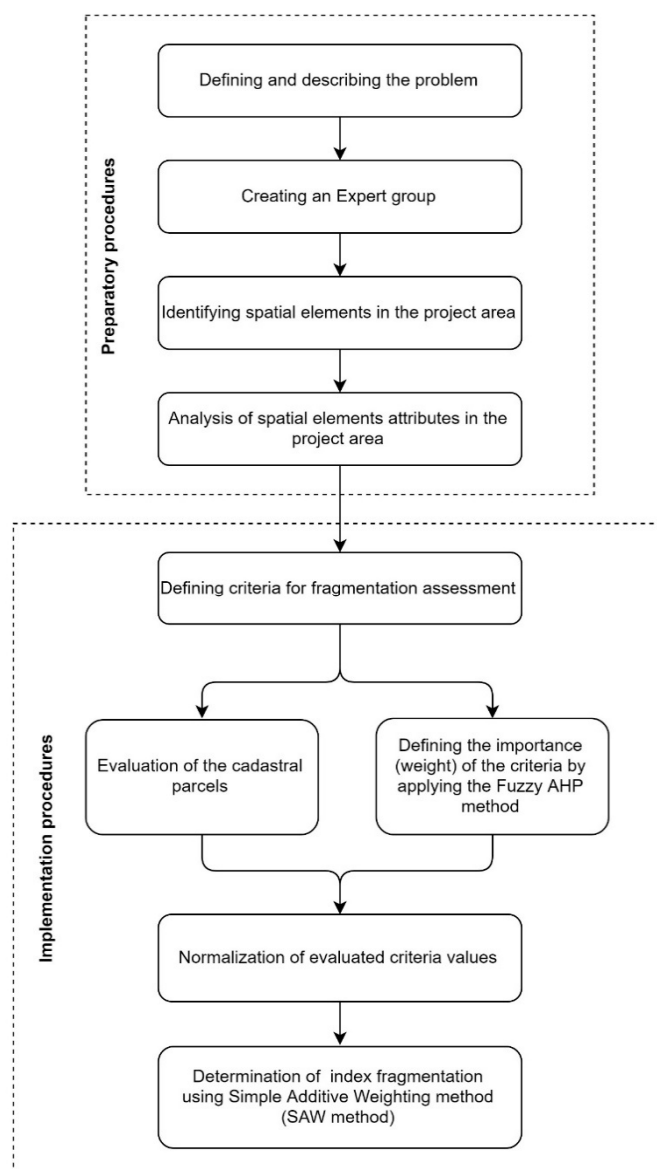 Preparatory procedures
Defining and describing the problem
Creating an Expert group
Identifying spatial elements in the project area
Analysis of spatial elements attributes in the
project area
Implementation procedures
Defining criteria for fragmentation assessment
Evaluation of the cadastral
parcels
Defining the importance
(weight) of the criteria by
applying the Fuzzy AHP
method
Normalization of evaluated criteria values
Determination of index fragmentation
using Simple Additive Weighting method
(SAW method)